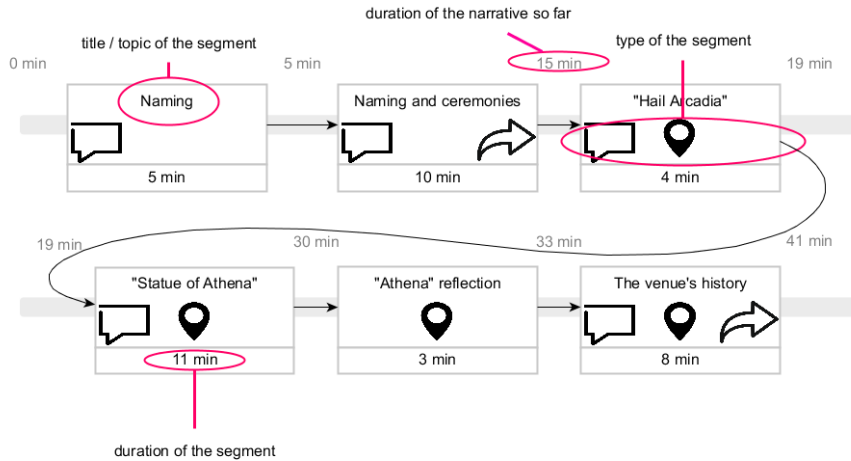 duration of the narrative so far
title / topic of the segment
type of the segment
0 min
5 min
15 min
19 min
Naming
Naming and ceremonies
"Hail Arcadia"
5 min
10 min
4 min
19 min
30 min
33 min
41 min
"Statue of Athena"
"Athena" reflection
The venue's history
11 min
3 min
8 min
duration of the segment